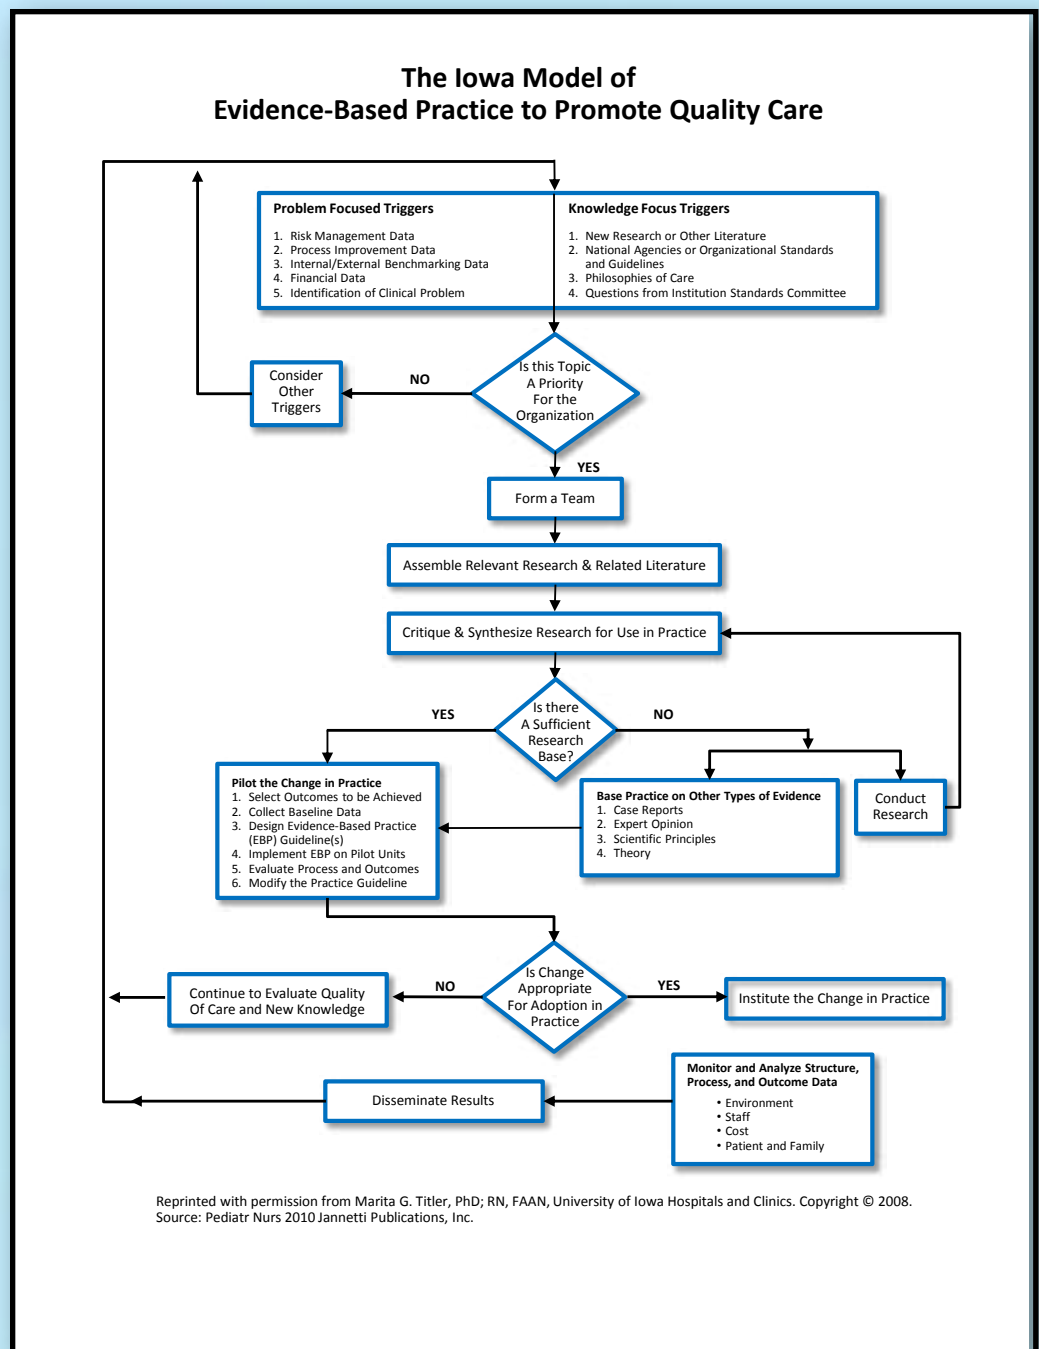 The Iowa Model of
Evidence-Based Practice to Promote Quality Care
Problem Focused Triggers
1. Risk Management Data
2. Process Improvement Data
3. Internal/External Benchmarking Data
4. Financial Data
5. Identification of Clinical Problem
Knowledge Focus Triggers
1. New Research or Other Literature
2. National Agencies or Organizational Standards
and Guidelines
3. Philosophies of Care
4. Questions from Institution Standards Committee
Is this Topic
A Priority
For the
Organization
NO
Consider
Other
Triggers
YES
Form a Team
Assemble Relevant Research & Related Literature
Critique & Synthesize Research for Use in Practice
Is there
A Sufficient
Research
Base?
YES
NO
Pilot the Change in Practice
1. Select Outcomes to be Achieved
2. Collect Baseline Data
3. Design Evidence-Based Practice
(EBP) Guideline(s)
4. Implement EBP on Pilot Units
5. Evaluate Process and Outcomes
6. Modify the Practice Guideline
Base Practice on Other Types of Evidence
1. Case Reports
2. Expert Opinion
3. Scientific Principles
4. Theory
Conduct
Research
Is Change
Appropriate
For Adoption in
Practice
NO
YES
Continue to Evaluate Quality
Of Care and New Knowledge
Institute the Change in Practice
Monitor and Analyze Structure,
Process, and Outcome Data
• Environment
• Staff
• Cost
• Patient and Family
Disseminate Results
Reprinted with permission from Marita G. Titler, PhD; RN, FAAN, University of Iowa Hospitals and Clinics. Copyright © 2008.
Source: Pediatr Nurs 2010 Jannetti Publications, Inc.